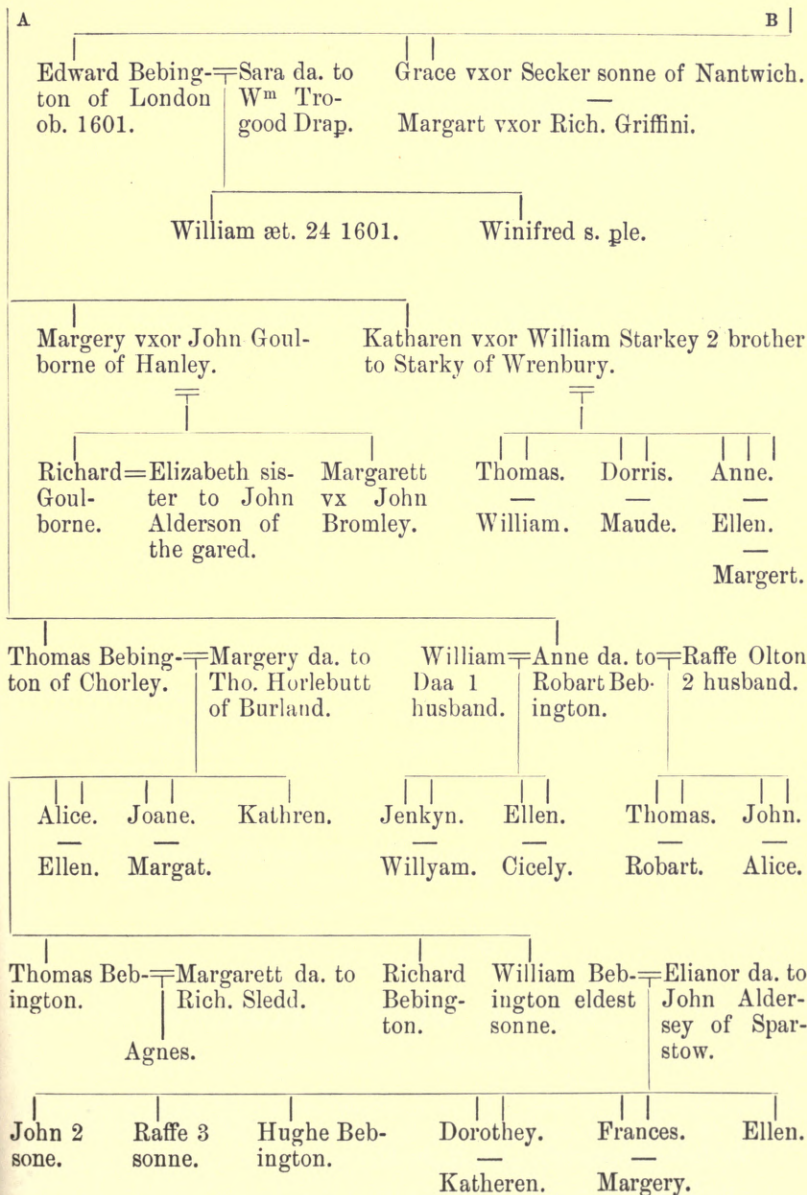 A B
Edward Bebing- Sara da. to Grace vxor Secker sonne of Nantwich.
ton of London Wᵐ Tro- —
ob. 1601. good Drap. Margart vxor Rich. Griffini.
William æt. 24 1601. Winifred s. ꝑle.
Margery vxor John Goul- Katharen vxor William Starkey 2 brother
borne of Hanley. to Starky of Wrenbury.
Richard=Elizabeth sis- Margarett Thomas. Dorris. Anne.
Goul- ter to John vx John — — —
borne. Alderson of Bromley. William. Maude. Ellen.
the gared. —
Margert.
Thomas Bebing- Margery da. to William Anne da. to Raffe Olton
ton of Chorley. Tho. Horlebutt Daa 1 Robart Beb- 2 husband.
of Burland. husband. ington.
Alice. Joane. Kathren. Jenkyn. Ellen. Thomas. John.
— — — — — —
Ellen. Margat. Willyam. Cicely. Robart. Alice.
Thomas Beb- Margarett da. to Richard William Beb- Elianor da. to
ington. Rich. Sledd. Bebing- ington eldest John Alder-
ton. sonne. sey of Spar-
Agnes. stow.
John 2 Raffe 3 Hughe Beb- Dorothey. Frances. Ellen.
sone. sonne. ington. — —
Katheren. Margery.